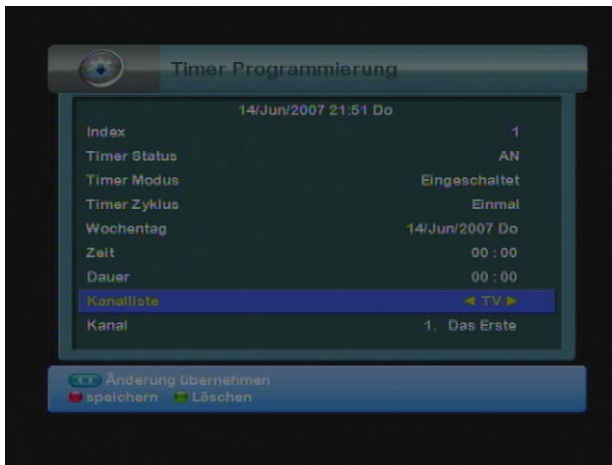 Timer Programmierung
14/Jun/2007 21:51 Do
Index 1
Timer Status AN
Timer Modus Eingeschaltet
Timer Zyklus Einmal
Wochentag 14/Jun/2007 Do
Zeit 00 : 00
Dauer 00 : 00
Kanalliste ◄ TV ►
Kanal 1. Das Erste
Änderung übernehmen
speichern Löschen